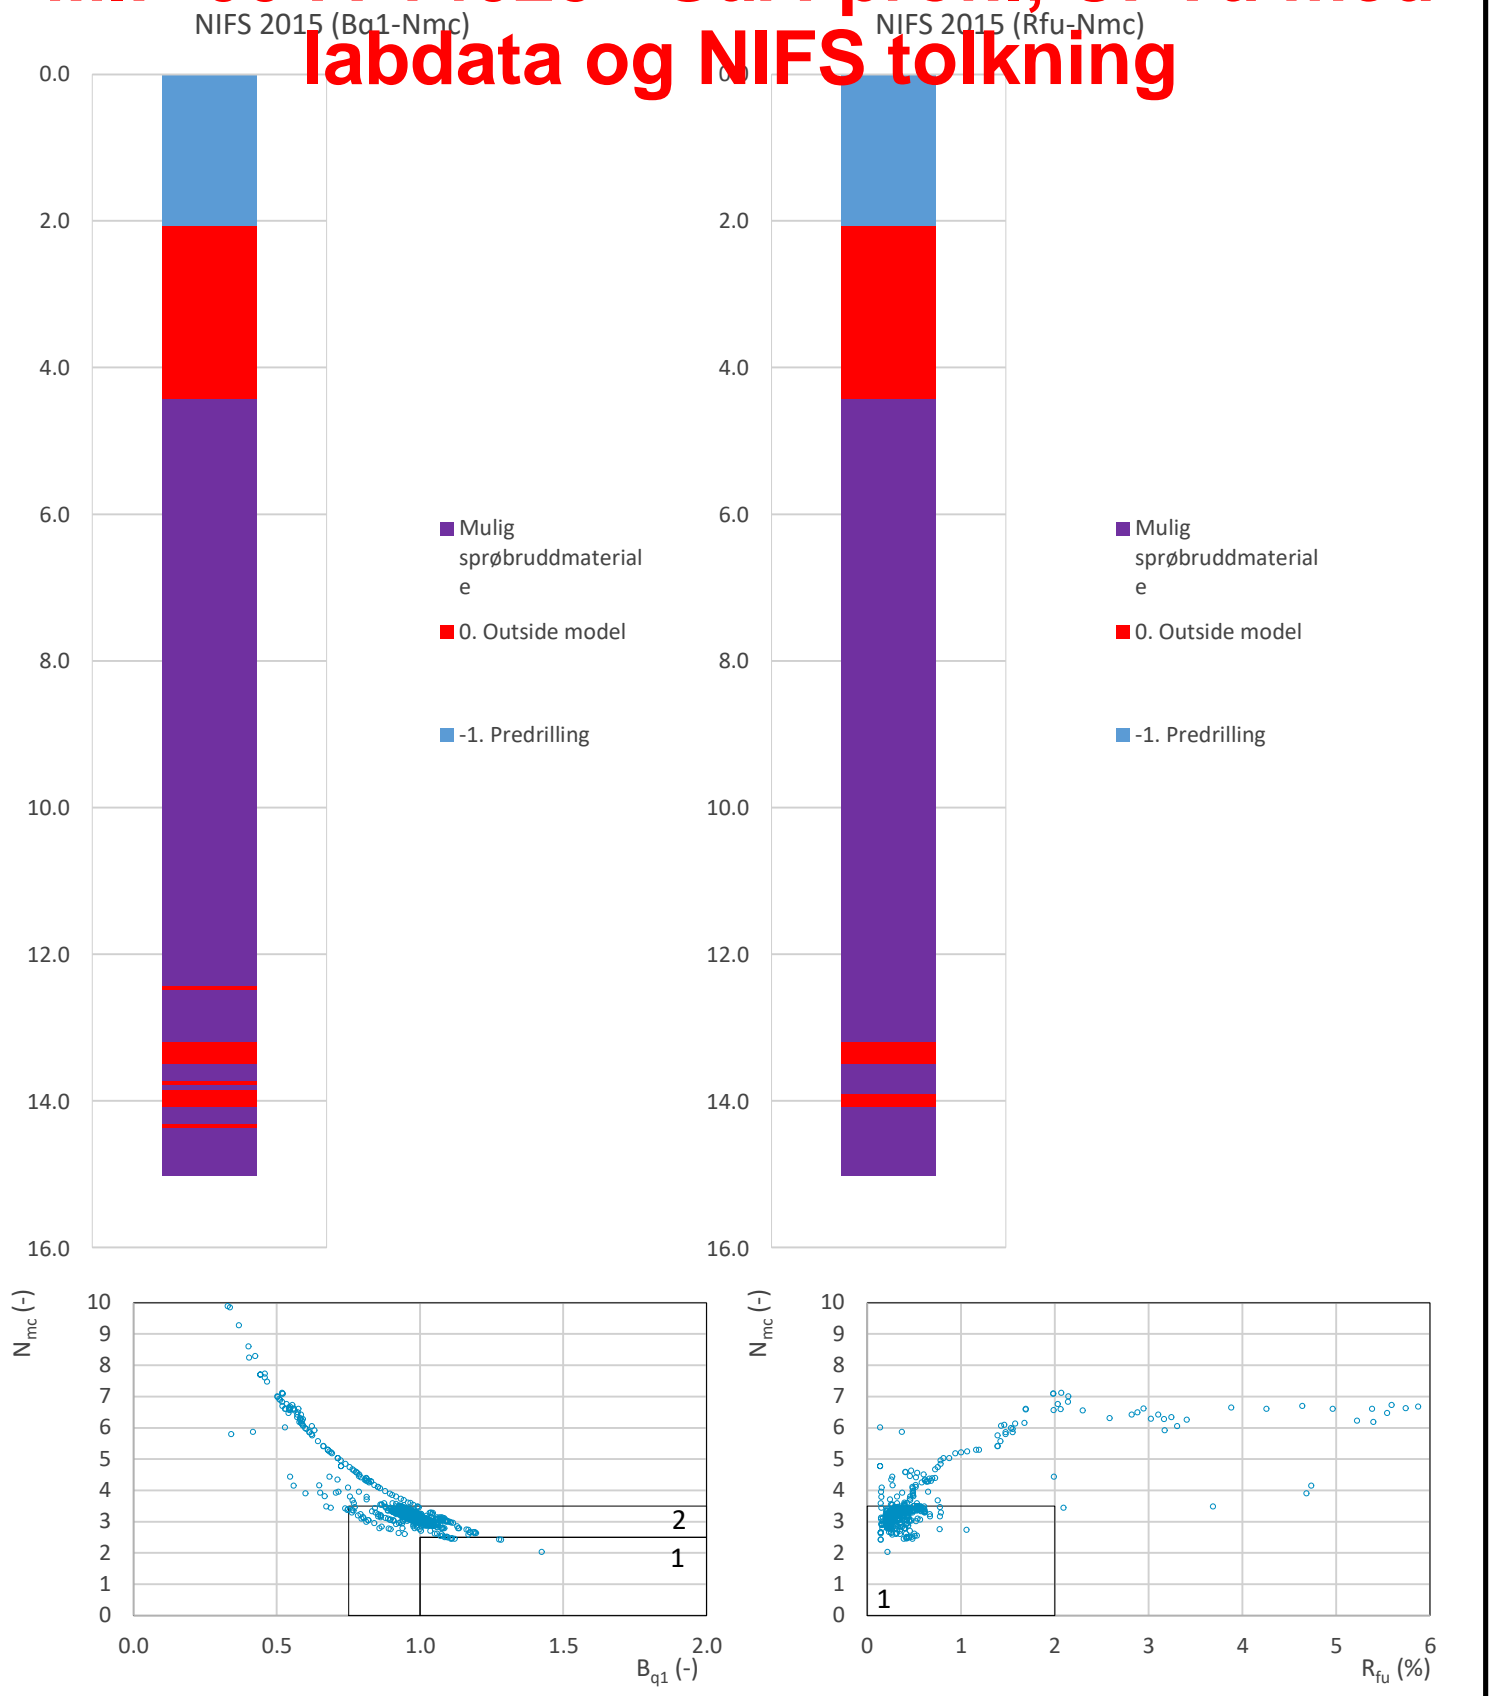 NIFS 2015 (Bq1-Nmc)
NIFS 2015 (Rfu-Nmc)
labdata og NIFS tolkning
0.0
2.0
4.0
6.0
8.0
10.0
12.0
14.0
16.0
Mulig
sprøbruddmaterial
e
0. Outside model
-1. Predrilling
0.0
2.0
4.0
6.0
8.0
10.0
12.0
14.0
16.0
Mulig
sprøbruddmaterial
e
0. Outside model
-1. Predrilling
Nmc (-)
10
9
8
7
6
5
4
3
2
1
0
2
1
0.0 0.5 1.0 1.5 2.0
Bq1 (-)
Nmc (-)
10
9
8
7
6
5
4
3
2
1
0
1
0 1 2 3 4 5 6
Rfu (%)